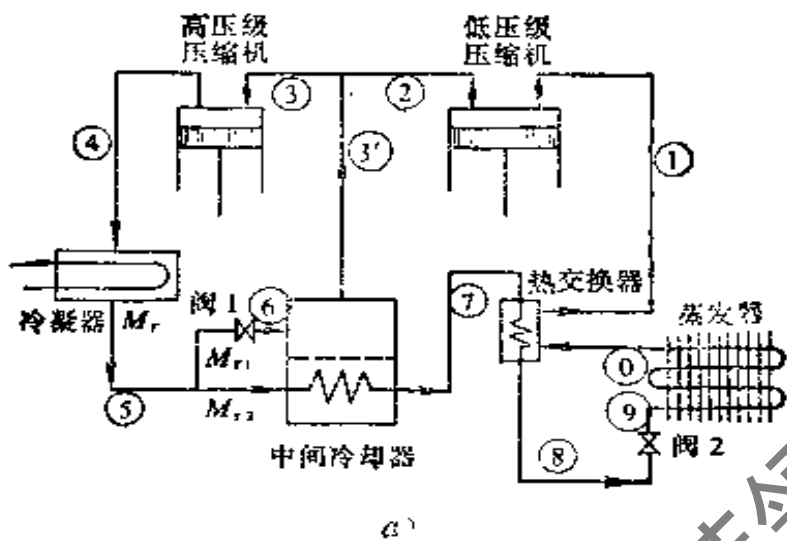 高压级
压缩机
低压级
压缩机
③
②
④
③′
①
热交换器
阀 1
⑥
⑦
蒸发器
冷凝器
Mr
Mr1
⓪
⑤
Mr2
⑨
中间冷却器
阀 2
⑧
a)